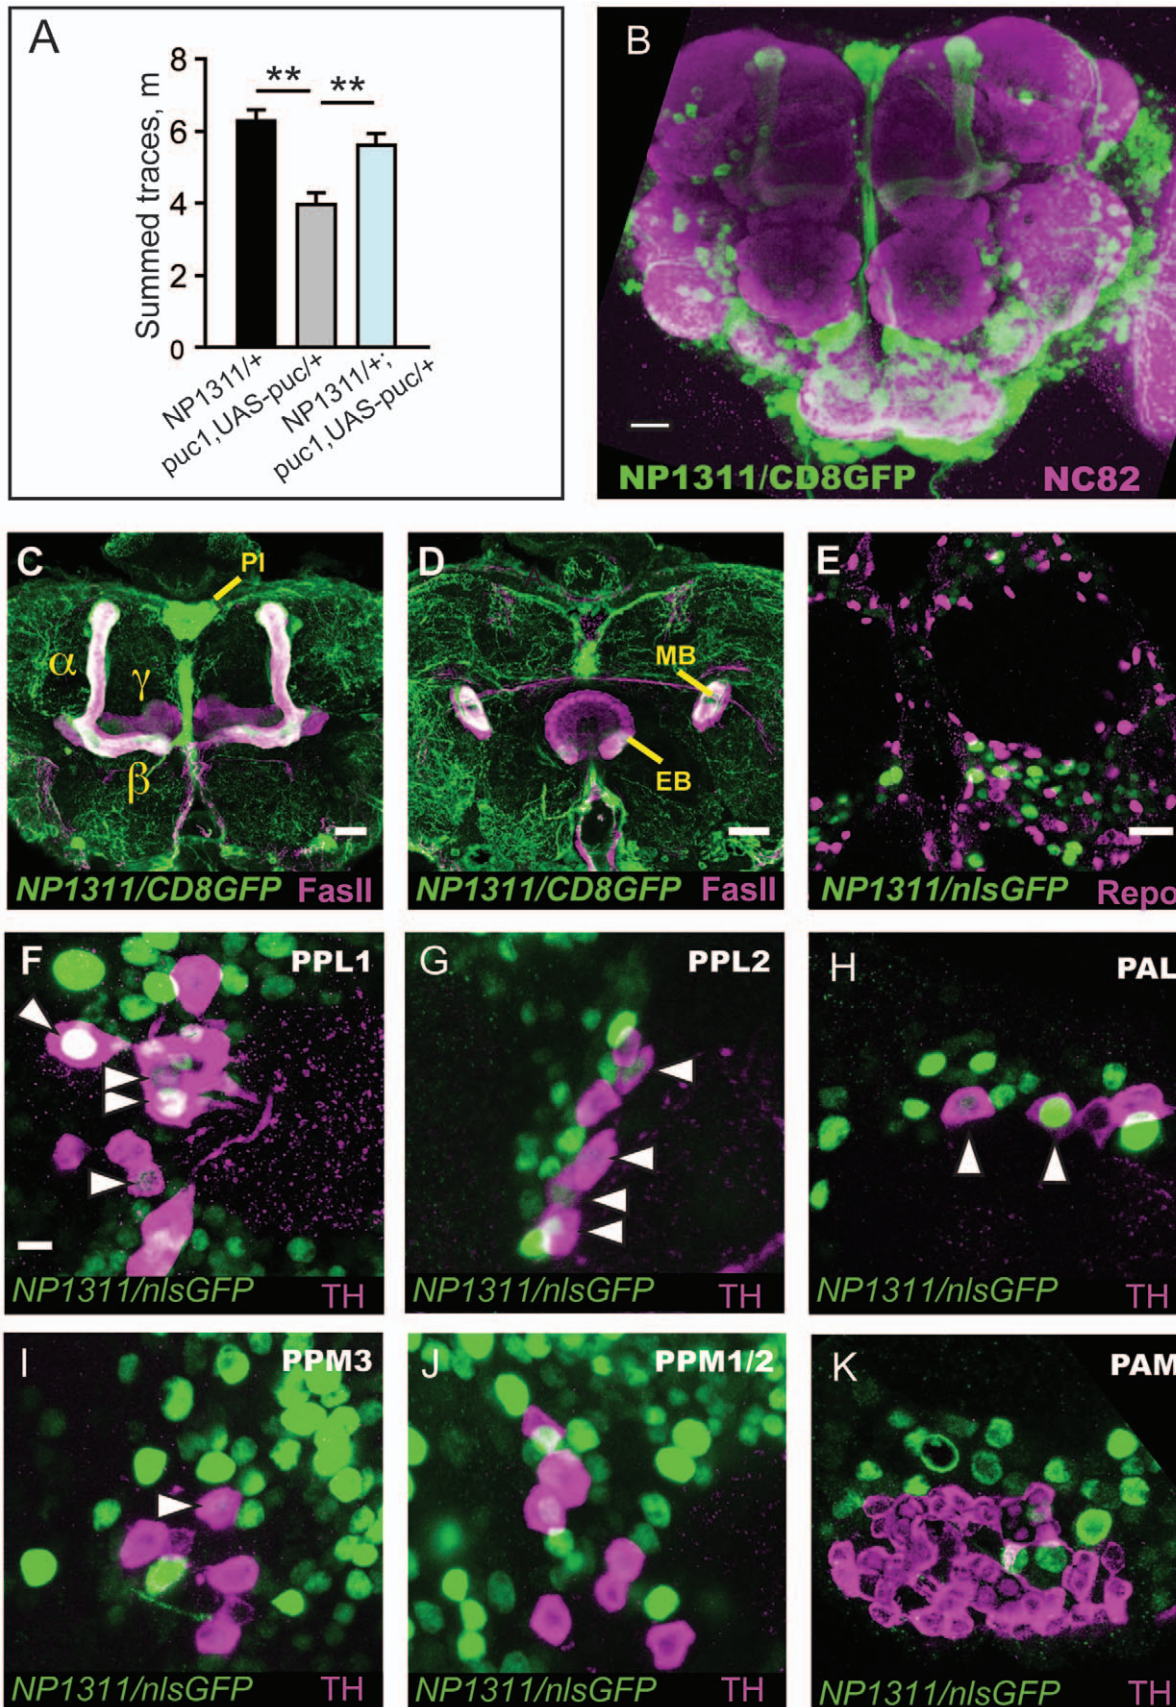 A
8
6
4
2
0
Summed traces, m
** **
NP1311/+
puc1,UAS-puc/+
NP1311/+;
puc1,UAS-puc/+
B
NP1311/CD8GFP NC82
C
PI
α
γ
β
NP1311/CD8GFP FasII
D
MB
EB
NP1311/CD8GFP FasII
E
NP1311/nlsGFP Repo
F PPL1
NP1311/nlsGFP TH
G PPL2
NP1311/nlsGFP TH
H PAL
NP1311/nlsGFP TH
I PPM3
NP1311/nlsGFP TH
J PPM1/2
NP1311/nlsGFP TH
K PAM
NP1311/nlsGFP TH